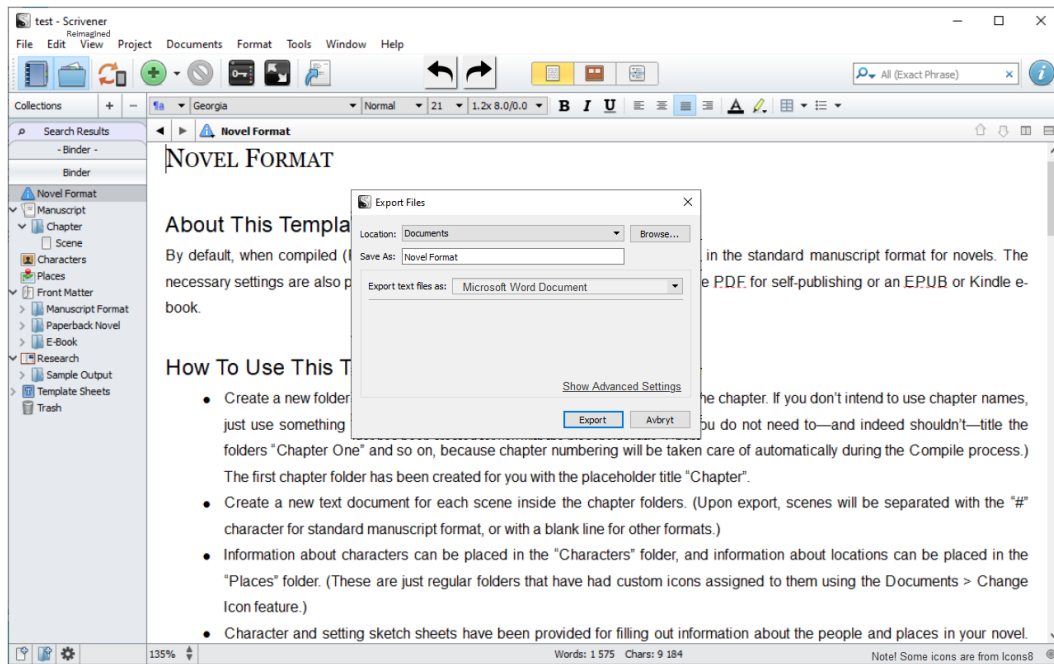 test - Scrivener
Reimagined
File Edit View Project Documents Format Tools Window Help
All (Exact Phrase)
Collections
Georgia Normal 21 1.2x 8.0/0.0 B I U A
Search Results
Novel Format
- Binder -
Binder
Novel Format
Manuscript
Chapter
Scene
Characters
Places
Front Matter
Manuscript Format
Paperback Novel
E-Book
Research
Sample Output
Template Sheets
Trash
NOVEL FORMAT
About This Templa
By default, when compiled ( in the standard manuscript format for novels. The
necessary settings are also p e PDF for self-publishing or an EPUB or Kindle e-
book.
How To Use This T
Create a new folder he chapter. If you don't intend to use chapter names,
just use something ou do not need to—and indeed shouldn't—title the
folders "Chapter One" and so on, because chapter numbering will be taken care of automatically during the Compile process.)
The first chapter folder has been created for you with the placeholder title "Chapter".
Create a new text document for each scene inside the chapter folders. (Upon export, scenes will be separated with the "#"
character for standard manuscript format, or with a blank line for other formats.)
Information about characters can be placed in the "Characters" folder, and information about locations can be placed in the
"Places" folder. (These are just regular folders that have had custom icons assigned to them using the Documents > Change
Icon feature.)
Character and setting sketch sheets have been provided for filling out information about the people and places in your novel.
Export Files
Location: Documents Browse...
Save As: Novel Format
Export text files as: Microsoft Word Document
Show Advanced Settings
Export Avbryt
135% Words: 1 575 Chars: 9 184 Note! Some icons are from Icons8